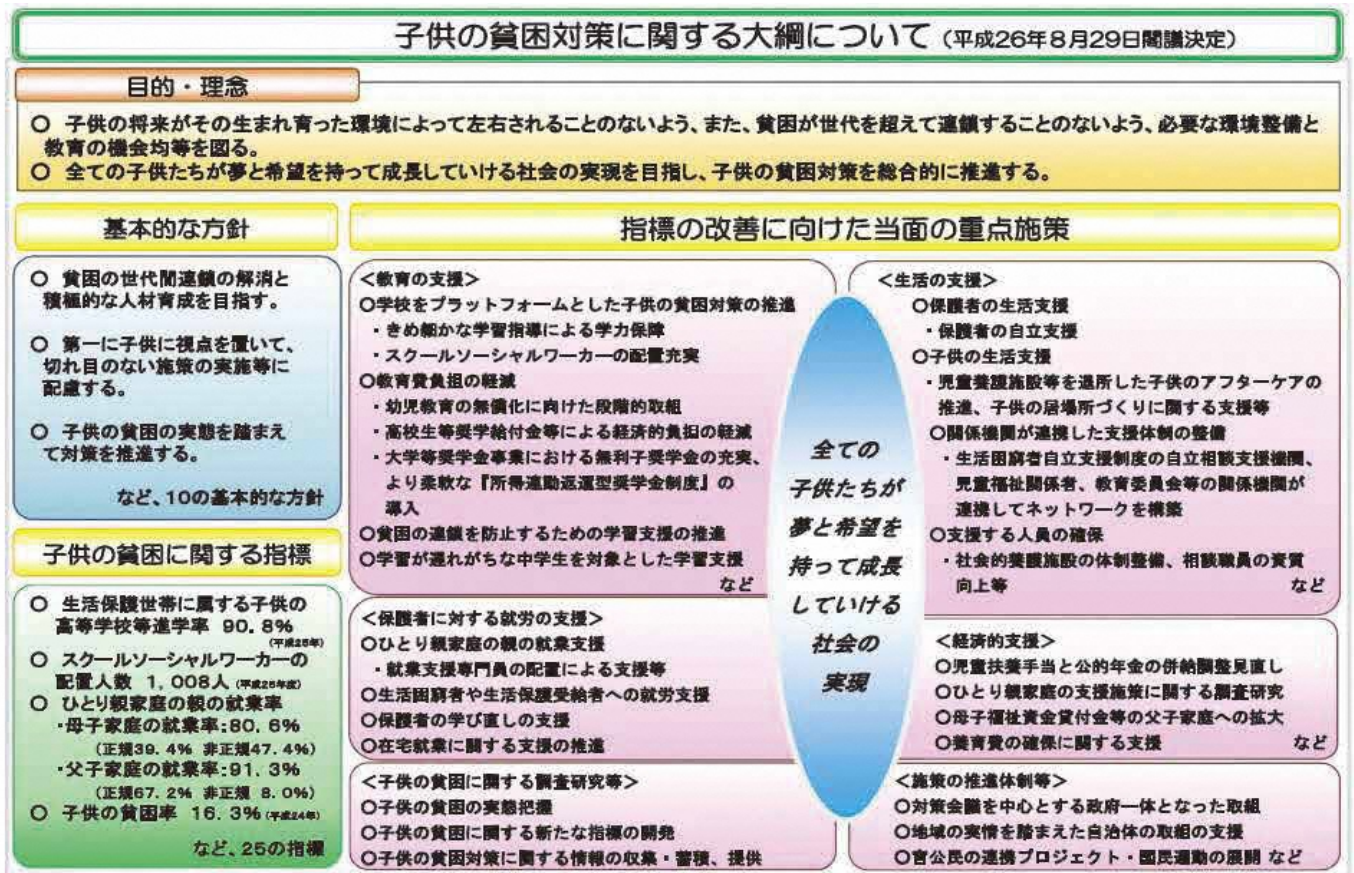 子供の貧困対策に関する大綱について（平成26年8月29日閣議決定）
目的・理念
〇 子供の将来がその生まれ育った環境によって左右されることのないよう、また、貧困が世代を超えて連鎖することのないよう、必要な環境整備と
教育の機会均等を図る。
〇 全ての子供たちが夢と希望を持って成長していける社会の実現を目指し、子供の貧困対策を総合的に推進する。
基本的な方針
〇 貧困の世代間連鎖の解消と
積極的な人材育成を目指す。
〇 第一に子供に視点を置いて、
切れ目のない施策の実施等に
配慮する。
〇 子供の貧困の実態を踏まえ
て対策を推進する。
など、10の基本的な方針
子供の貧困に関する指標
〇 生活保護世帯に属する子供の
高等学校等進学率 90．8％
（平成25年）
〇 スクールソーシャルワーカーの
配置人数 1，008人（平成25年度）
〇 ひとり親家庭の親の就業率
・母子家庭の就業率：80．6％
（正規39．4％ 非正規47．4％）
・父子家庭の就業率：91．3％
（正規67．2％ 非正規 8．0％）
〇 子供の貧困率 16．3％（平成24年）
など、25の指標
指標の改善に向けた当面の重点施策
＜教育の支援＞
〇学校をプラットフォームとした子供の貧困対策の推進
・きめ細かな学習指導による学力保障
・スクールソーシャルワーカーの配置充実
〇教育費負担の軽減
・幼児教育の無償化に向けた段階的取組
・高校生等奨学給付金等による経済的負担の軽減
・大学等奨学金事業における無利子奨学金の充実、
より柔軟な『所得連動返還型奨学金制度』の
導入
〇貧困の連鎖を防止するための学習支援の推進
〇学習が遅れがちな中学生を対象とした学習支援
など
＜保護者に対する就労の支援＞
〇ひとり親家庭の親の就業支援
・就業支援専門員の配置による支援等
〇生活困窮者や生活保護受給者への就労支援
〇保護者の学び直しの支援
〇在宅就業に関する支援の推進
＜子供の貧困に関する調査研究等＞
〇子供の貧困の実態把握
〇子供の貧困に関する新たな指標の開発
〇子供の貧困対策に関する情報の収集・蓄積、提供
全ての
子供たちが
夢と希望を
持って成長
していける
社会の
実現
＜生活の支援＞
〇保護者の生活支援
・保護者の自立支援
〇子供の生活支援
・児童養護施設等を退所した子供のアフターケアの
推進、子供の居場所づくりに関する支援等
〇関係機関が連携した支援体制の整備
・生活困窮者自立支援制度の自立相談支援機関、
児童福祉関係者、教育委員会等の関係機関が
連携してネットワークを構築
〇支援する人員の確保
・社会的養護施設の体制整備、相談職員の資質
向上等 など
＜経済的支援＞
〇児童扶養手当と公的年金の併給調整見直し
〇ひとり親家庭の支援施策に関する調査研究
〇母子福祉資金貸付金等の父子家庭への拡大
〇養育費の確保に関する支援 など
＜施策の推進体制等＞
〇対策会議を中心とする政府一体となった取組
〇地域の実情を踏まえた自治体の取組の支援
〇官公民の連携プロジェクト・国民運動の展開 など